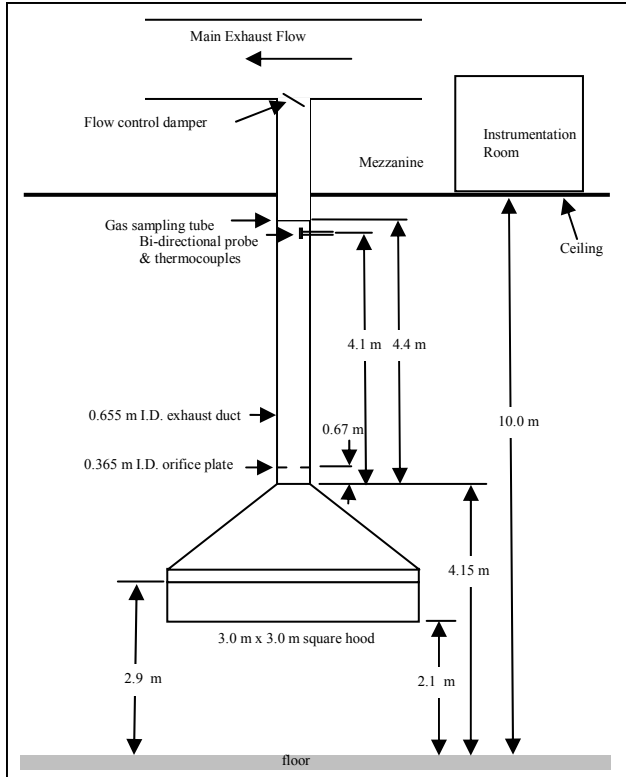 Main Exhaust Flow
Flow control damper
Instrumentation
Room
Mezzanine
Gas sampling tube
Bi-directional probe
& thermocouples
Ceiling
4.1 m
4.4 m
0.655 m I.D. exhaust duct
0.67 m
10.0 m
0.365 m I.D. orifice plate
4.15 m
3.0 m x 3.0 m square hood
2.9 m
2.1 m
floor